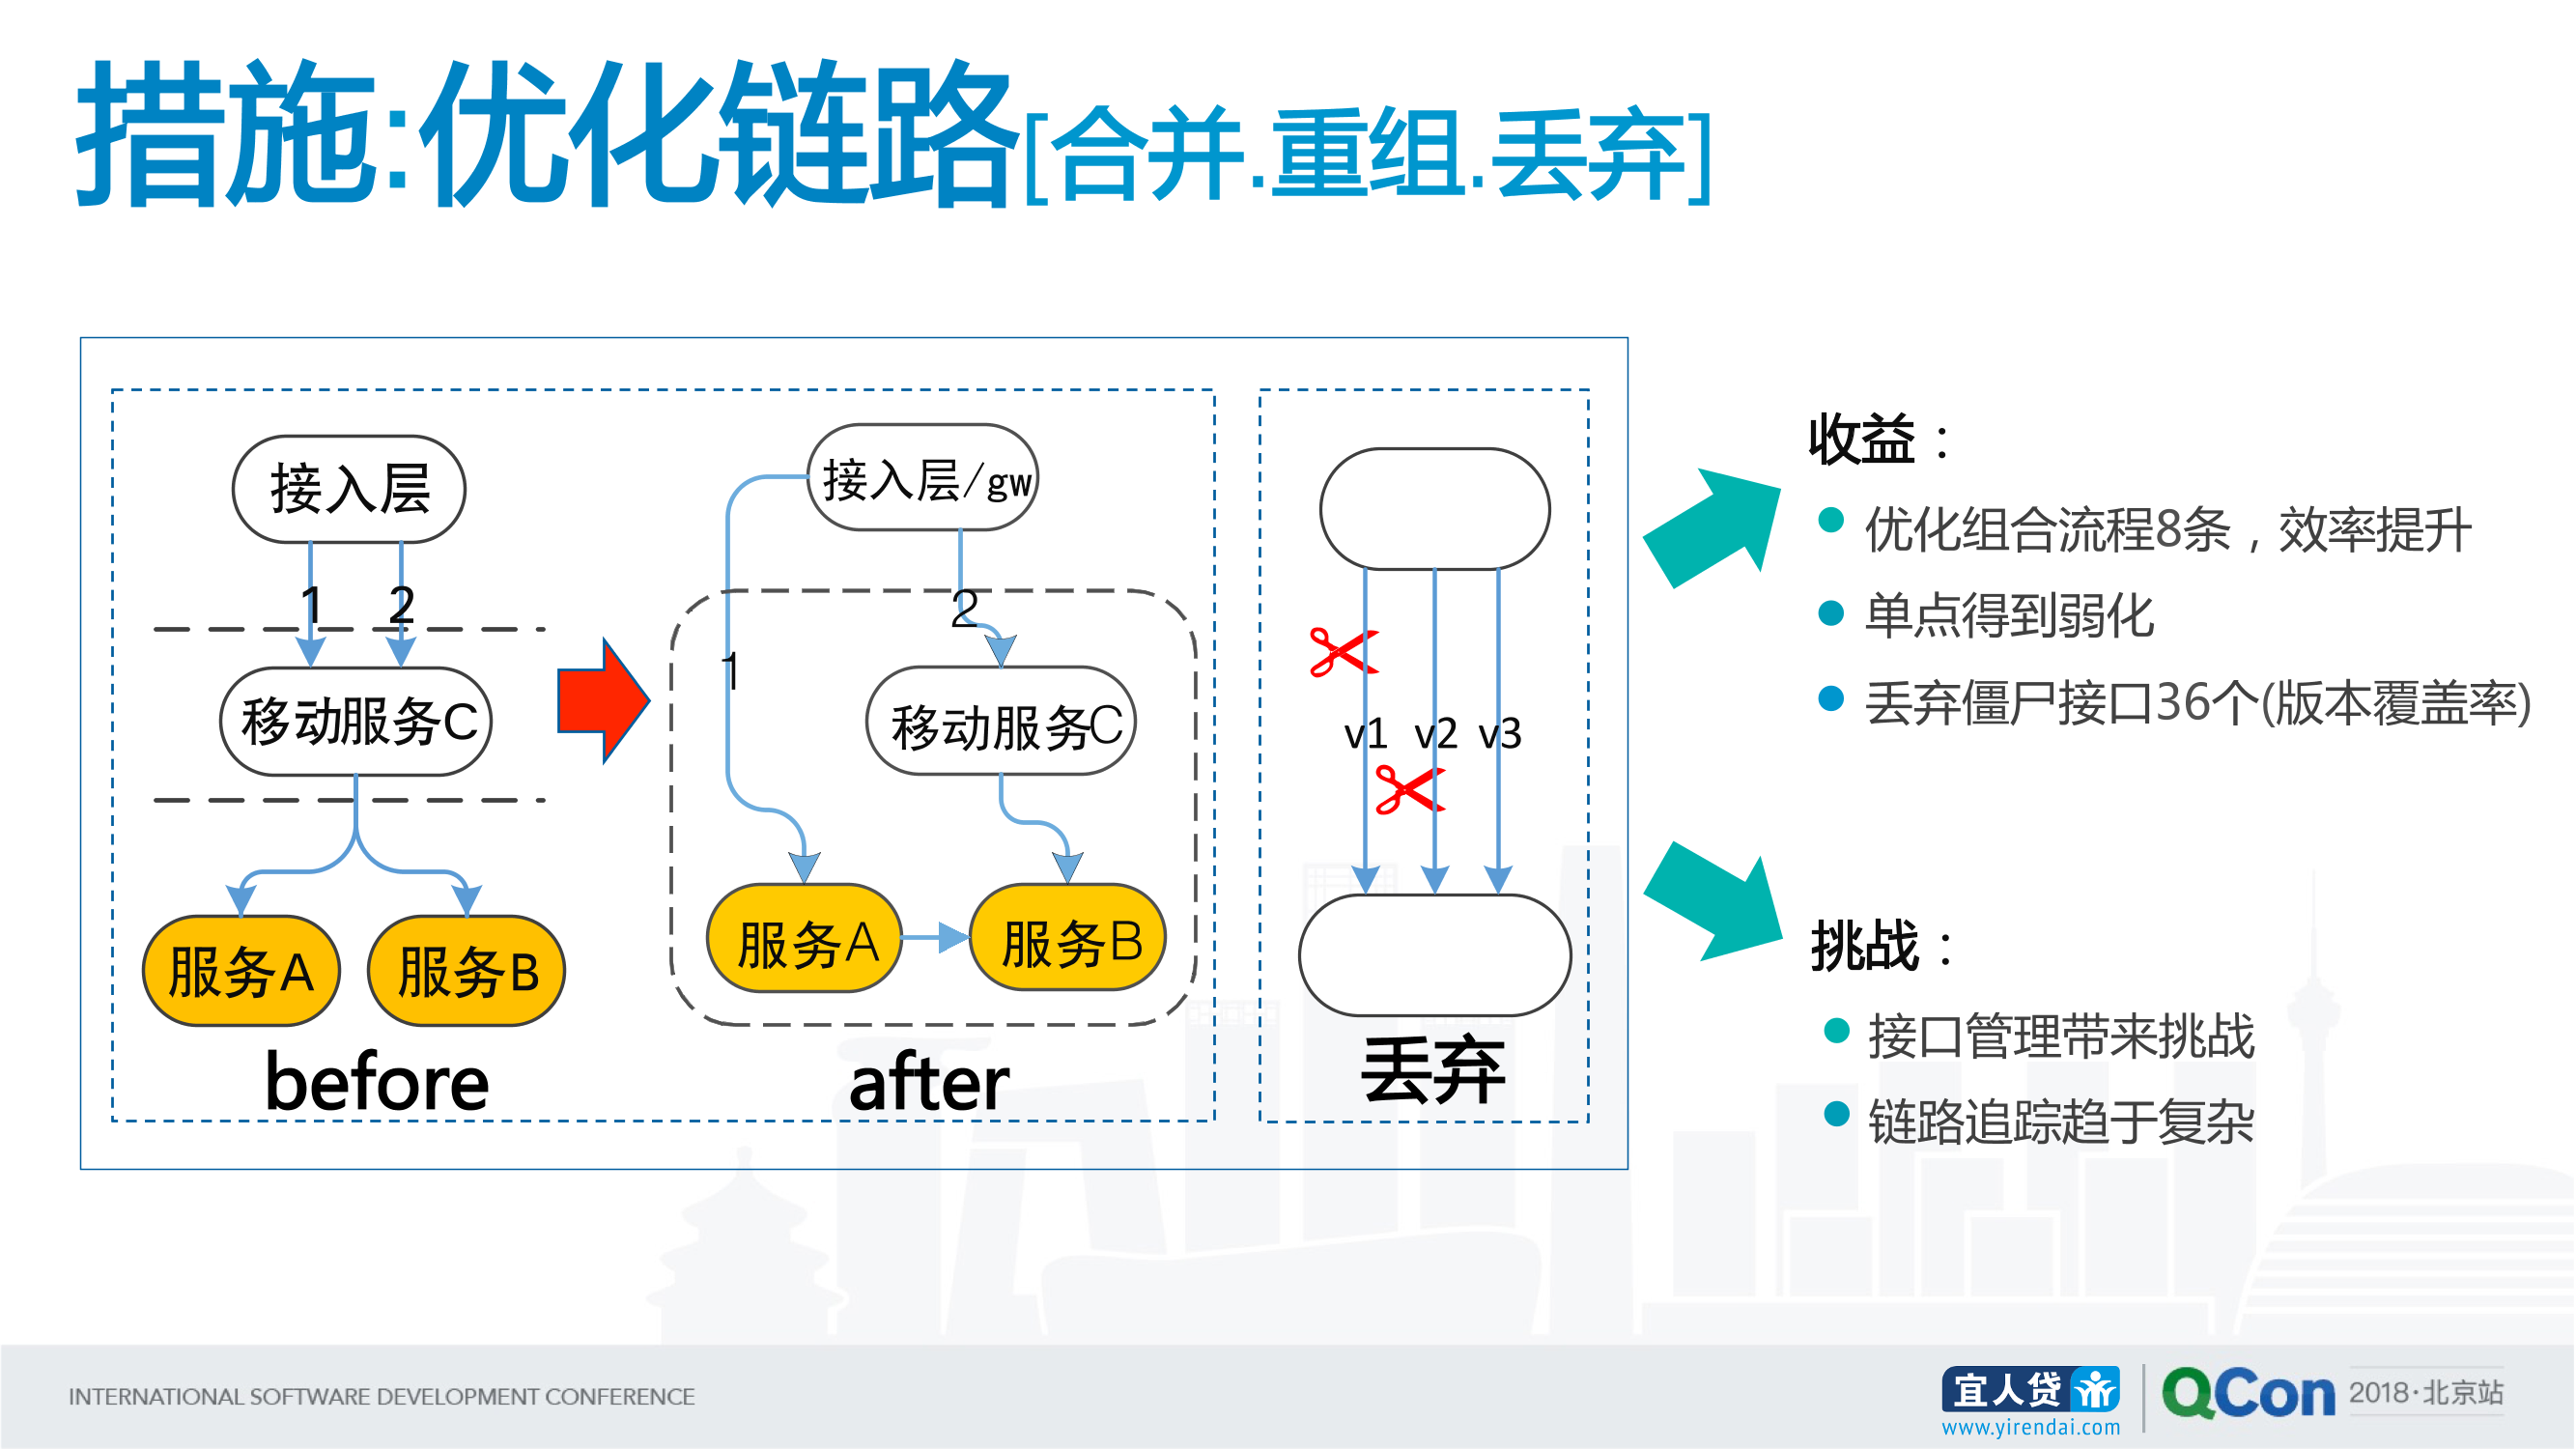 措施:优化链路[合并.重组.丢弃]
接入层
1
2
移动服务C
服务A
服务B
before
接入层/gw
1
2
移动服务C
服务A
服务B
after
v1
v2
v3
丢弃
收益：
优化组合流程8条，效率提升
单点得到弱化
丢弃僵尸接口36个(版本覆盖率)
挑战：
接口管理带来挑战
链路追踪趋于复杂
INTERNATIONAL SOFTWARE DEVELOPMENT CONFERENCE
宜人贷
www.yirendai.com
QCon
2018·北京站